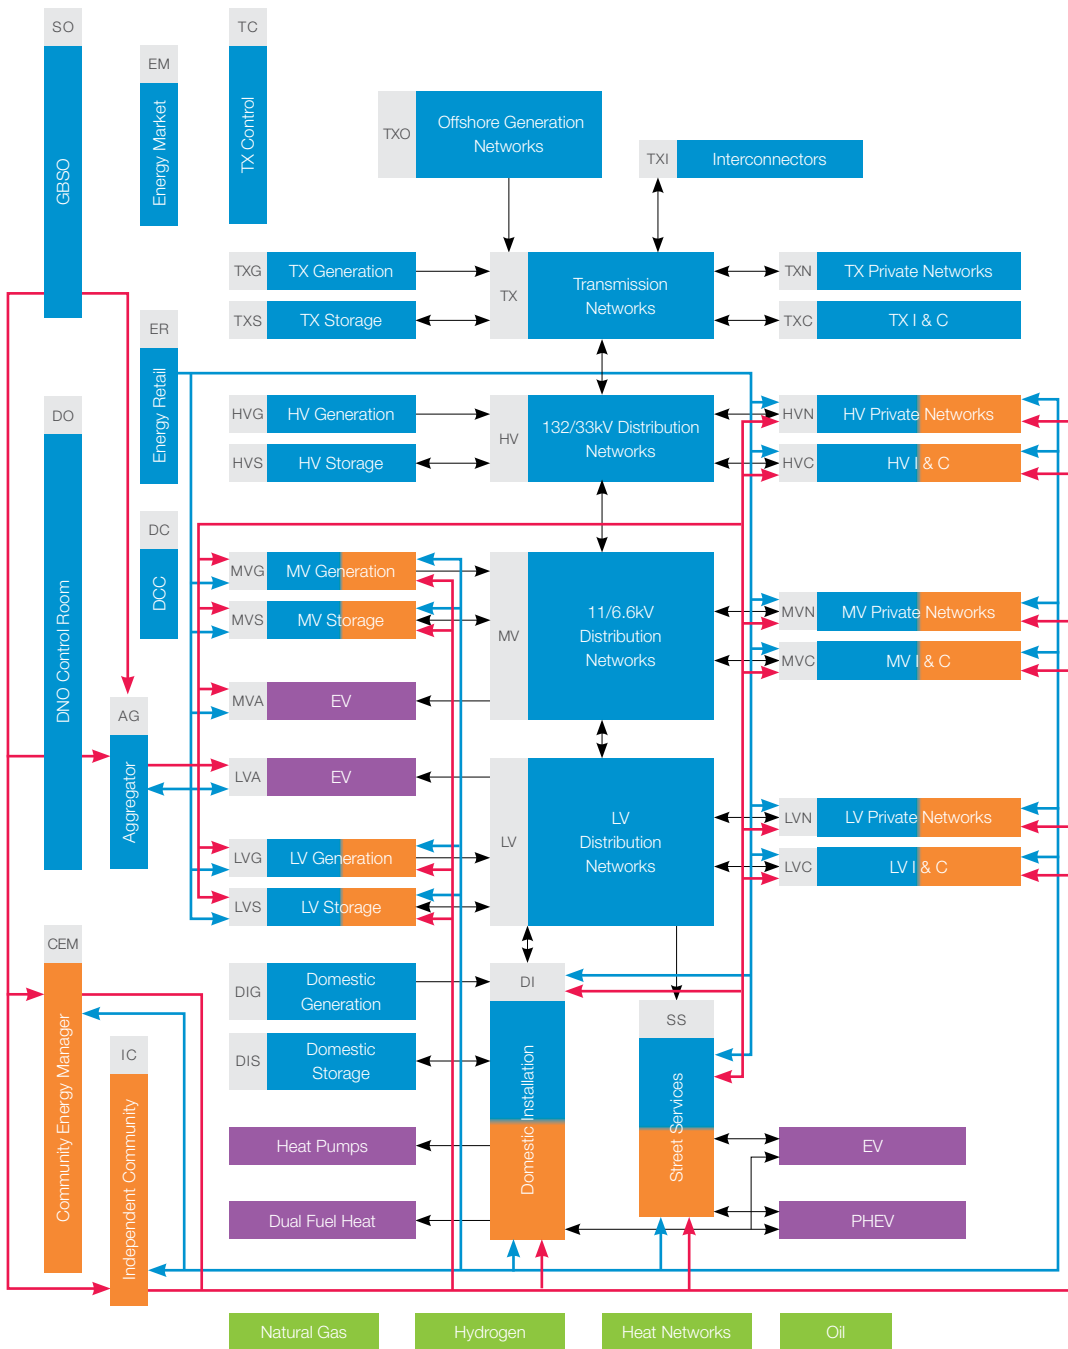 SO
GBSO
EM
Energy Market
TC
TX Control
TXO
Offshore Generation
Networks
TXI
Interconnectors
TXG
TX Generation
TXS
TX Storage
TX
Transmission
Networks
TXN
TX Private Networks
TXC
TX I & C
ER
Energy Retail
DO
DNO Control Room
HVG
HV Generation
HVS
HV Storage
HV
132/33kV Distribution
Networks
HVN
HV Private Networks
HVC
HV I & C
DC
DCC
MVG
MV Generation
MVS
MV Storage
MVA
EV
MV
11/6.6kV
Distribution
Networks
MVN
MV Private Networks
MVC
MV I & C
AG
Aggregator
LVA
EV
LVG
LV Generation
LVS
LV Storage
LV
LV
Distribution
Networks
LVN
LV Private Networks
LVC
LV I & C
CEM
Community Energy Manager
IC
Independent Community
DIG
Domestic
Generation
DIS
Domestic
Storage
Heat Pumps
Dual Fuel Heat
DI
Domestic Installation
SS
Street Services
EV
PHEV
Natural Gas
Hydrogen
Heat Networks
Oil